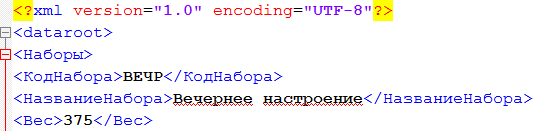 <?xml version="1.0" encoding="UTF-8"?>
<dataroot>
<Наборы>
<КодНабора>ВЕЧР</КодНабора>
<НазваниеНабора>Вечернее настроение</НазваниеНабора>
<Вес>375</Вес>